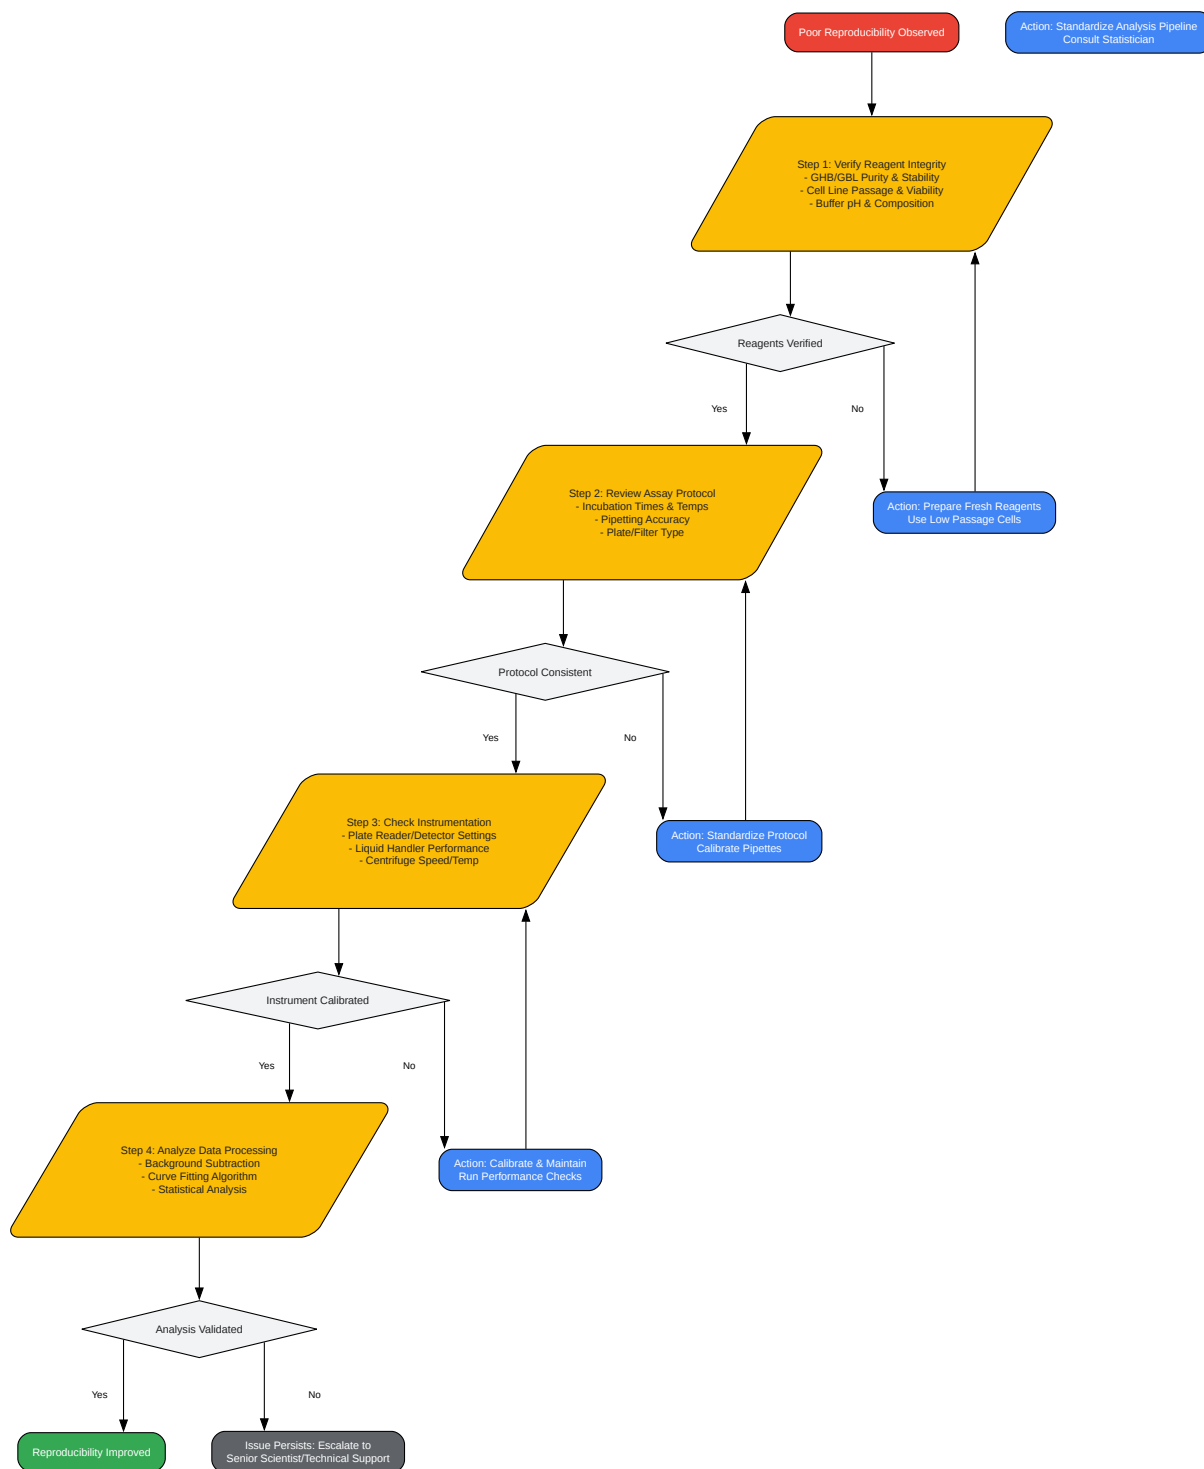 Poor Reproducibility Observed
Action: Standardize Analysis Pipeline
Consult Statistician
Step 1: Verify Reagent Integrity
- GHB/GBL Purity & Stability
- Cell Line Passage & Viability
- Buffer pH & Composition
Reagents Verified
Yes
No
Step 2: Review Assay Protocol
- Incubation Times & Temps
- Pipetting Accuracy
- Plate/Filter Type
Action: Prepare Fresh Reagents
Use Low Passage Cells
Protocol Consistent
Yes
No
Step 3: Check Instrumentation
- Plate Reader/Detector Settings
- Liquid Handler Performance
- Centrifuge Speed/Temp
Action: Standardize Protocol
Calibrate Pipettes
Instrument Calibrated
Yes
No
Step 4: Analyze Data Processing
- Background Subtraction
- Curve Fitting Algorithm
- Statistical Analysis
Action: Calibrate & Maintain
Run Performance Checks
Analysis Validated
Yes
No
Reproducibility Improved
Issue Persists: Escalate to
Senior Scientist/Technical Support